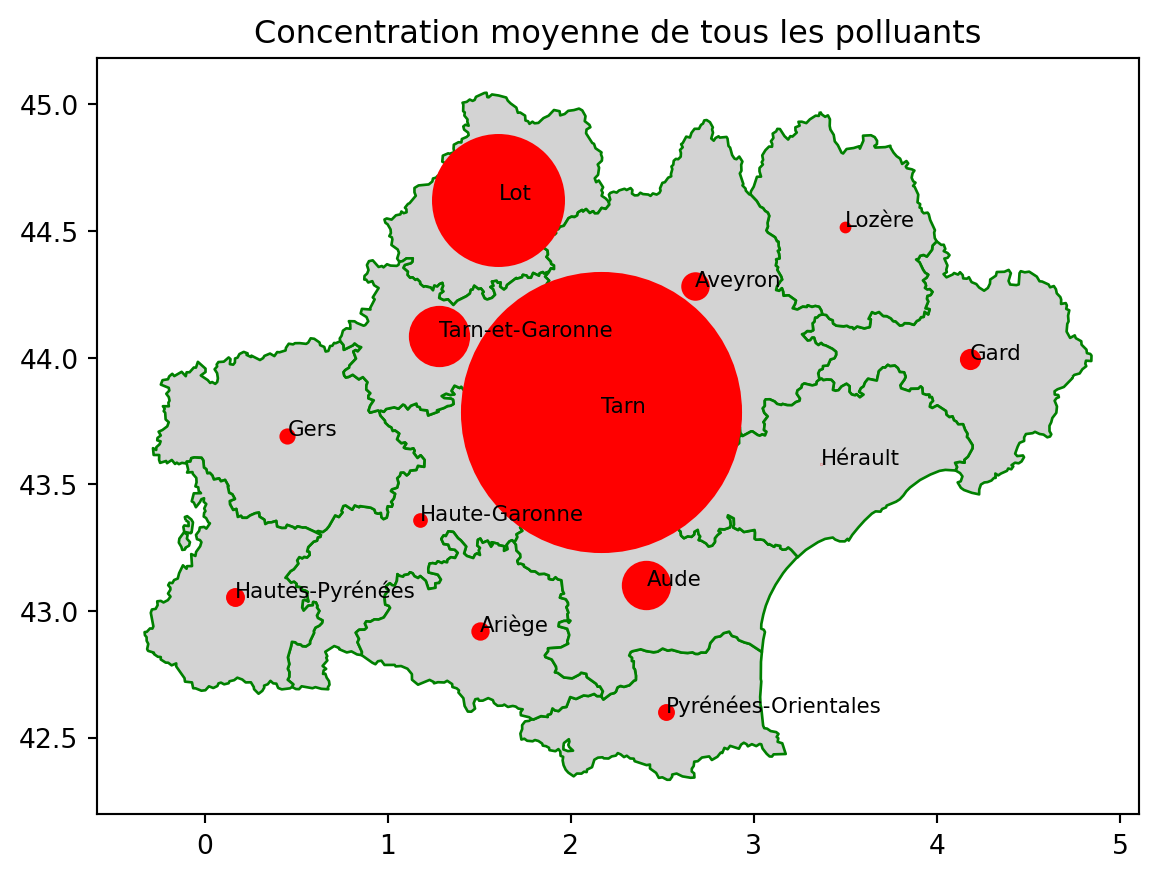 Concentration moyenne de tous les polluants
45.0
44.5
44.0
43.5
43.0
42.5
Lot
Lozère
Aveyron
Tarn-et-Garonne
Gard
Tarn
Gers
Hérault
Haute-Garonne
Hautes-Pyrénées
Aude
Ariège
Pyrénées-Orientales
0 1 2 3 4 5